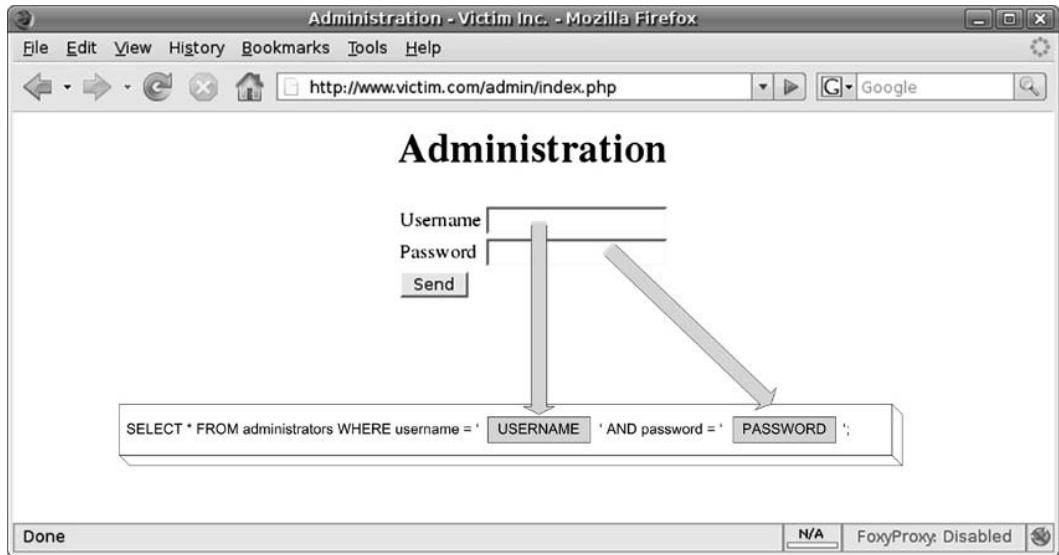 Administration - Victim Inc. - Mozilla Firefox
File Edit View History Bookmarks Tools Help
http://www.victim.com/admin/index.php G Google
Administration
Username
Password
Send
SELECT * FROM administrators WHERE username = ' USERNAME ' AND password = ' PASSWORD ';
Done N/A FoxyProxy: Disabled